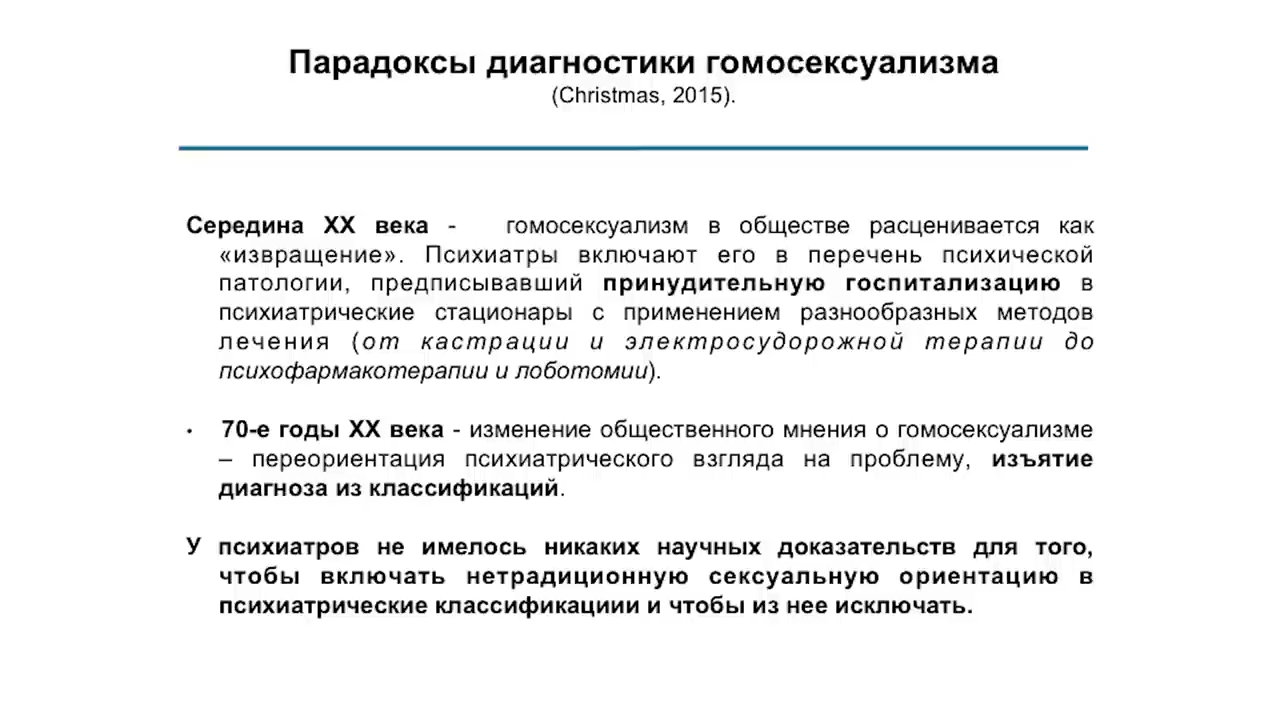 Парадоксы диагностики гомосексуализма
(Christmas, 2015).
Середина XX века - гомосексуализм в обществе расценивается как
«извращение». Психиатры включают его в перечень психической
патологии, предписывавший принудительную госпитализацию в
психиатрические стационары с применением разнообразных методов
лечения (от кастрации и электросудорожной терапии до
психофармакотерапии и лоботомии).
• 70-е годы XX века - изменение общественного мнения о гомосексуализме
– переориентация психиатрического взгляда на проблему, изъятие
диагноза из классификаций.
У психиатров не имелось никаких научных доказательств для того,
чтобы включать нетрадиционную сексуальную ориентацию в
психиатрические классификациии и чтобы из нее исключать.